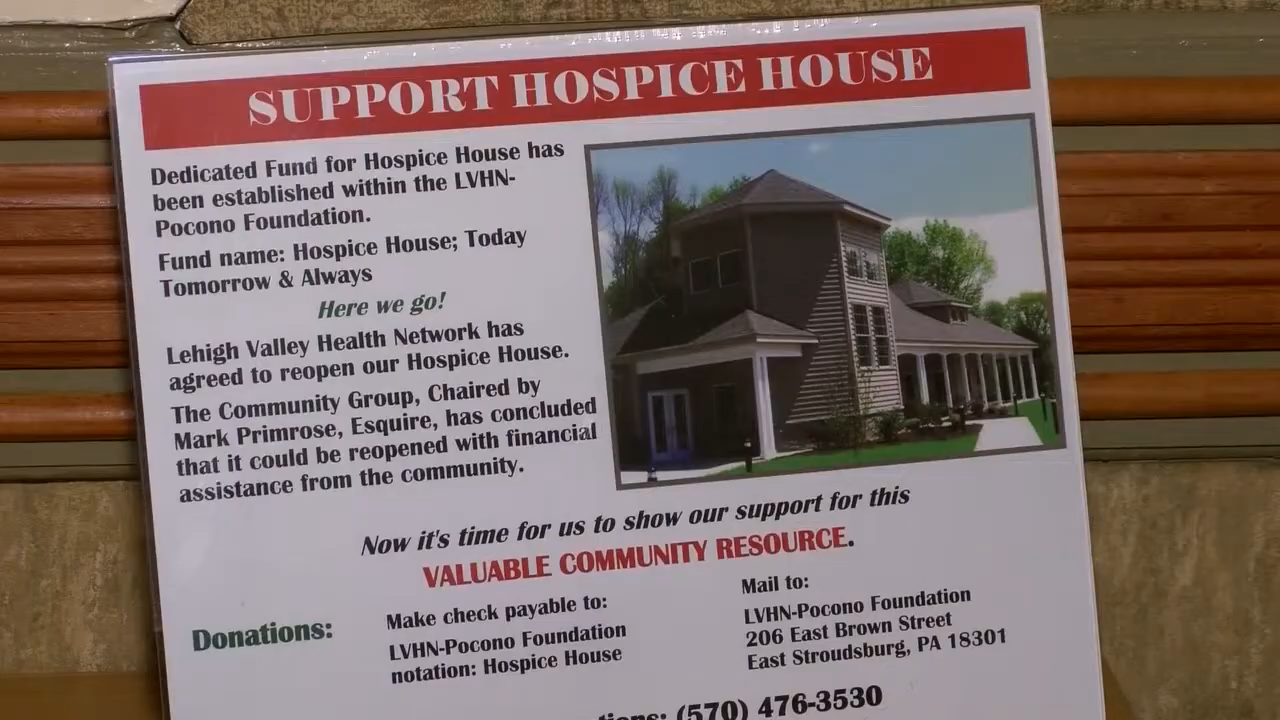 SUPPORT HOSPICE HOUSE
Dedicated Fund for Hospice House has
been established within the LVHN-
Pocono Foundation.
Fund name: Hospice House; Today
Tomorrow & Always
Here we go!
Lehigh Valley Health Network has
agreed to reopen our Hospice House.
The Community Group, Chaired by
Mark Primrose, Esquire, has concluded
that it could be reopened with financial
assistance from the community.
Now it's time for us to show our support for this
VALUABLE COMMUNITY RESOURCE.
Donations:
Make check payable to:
LVHN-Pocono Foundation
notation: Hospice House
Mail to:
LVHN-Pocono Foundation
206 East Brown Street
East Stroudsburg, PA 18301
(570) 476-3530